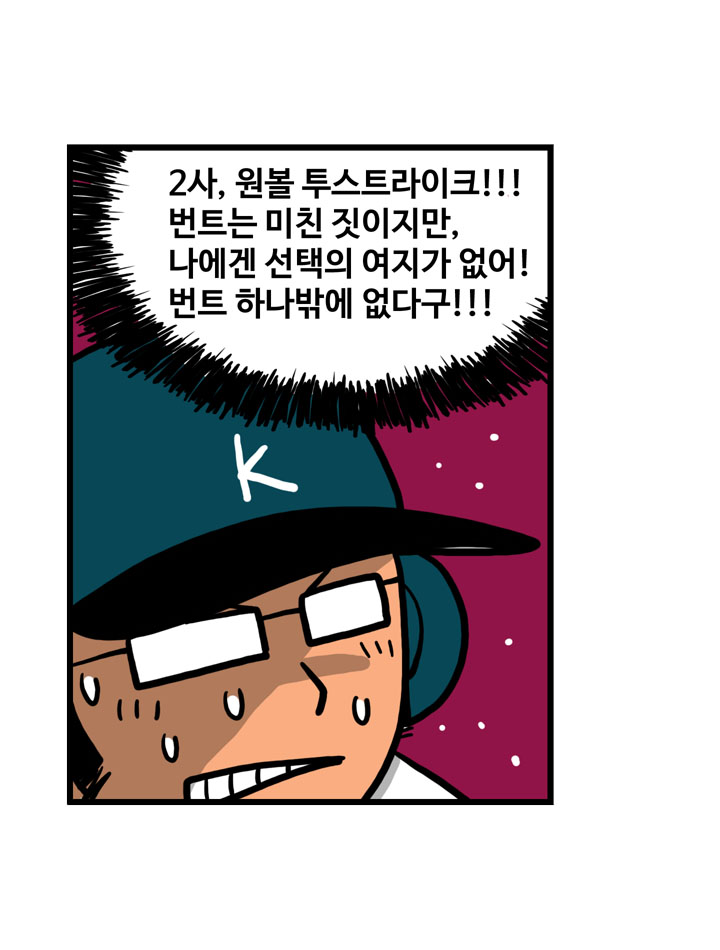 2사, 원볼 투스트라이크!!!
번트는 미친 짓이지만,
나에겐 선택의 여지가 없어!
번트 하나밖에 없다구!!!
K